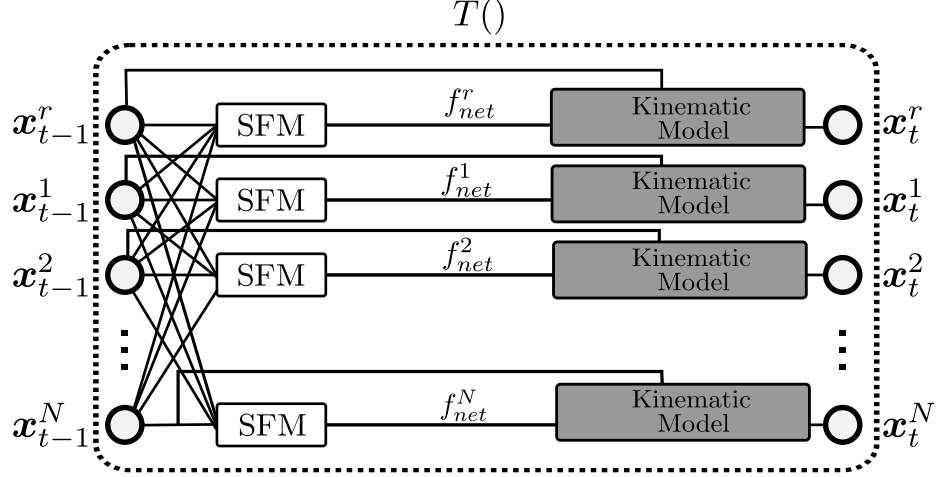 T()
x^r_{t-1} SFM f^r_{net} Kinematic Model x^r_t
x^1_{t-1} SFM f^1_{net} Kinematic Model x^1_t
x^2_{t-1} SFM f^2_{net} Kinematic Model x^2_t
x^N_{t-1} SFM f^N_{net} Kinematic Model x^N_t